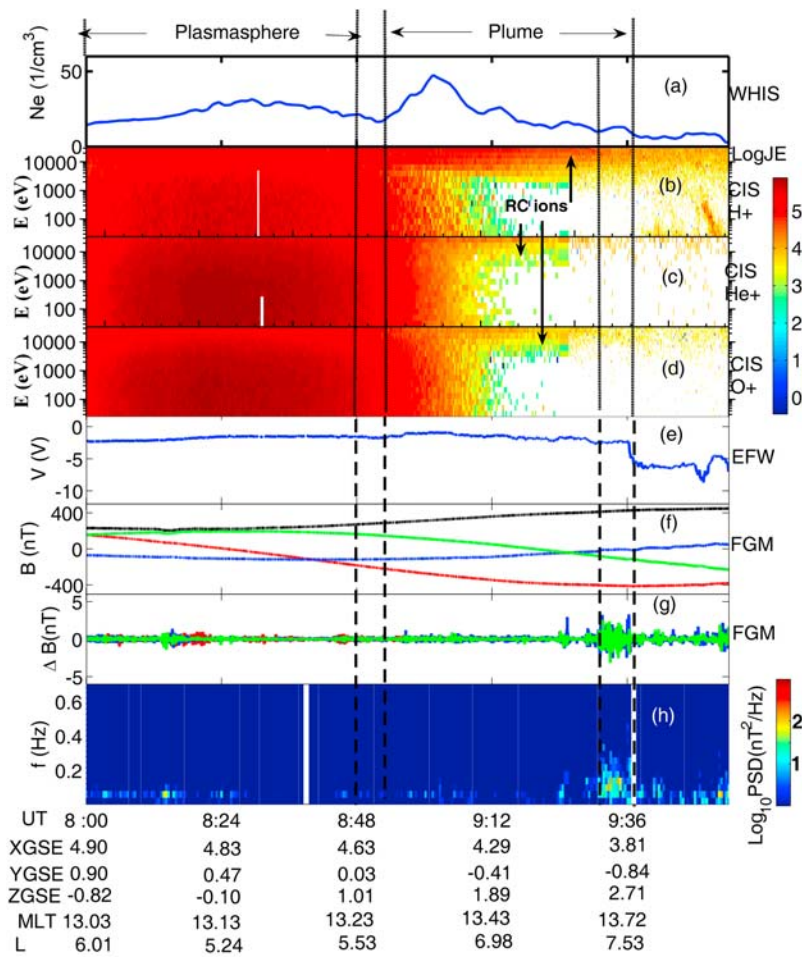 Plasmasphere Plume
Ne (1/cm³) 50 0 (a) WHIS
E (eV) 10000 1000 100 (b) LogJE CIS H+
RC ions
E (eV) 10000 1000 100 (c) CIS He+
E (eV) 10000 1000 100 (d) CIS O+
5 4 3 2 1 0
V (V) 0 -5 -10 (e) EFW
B (nT) 400 0 -400 (f) FGM
Δ B(nT) 5 0 -5 (g) FGM
f (Hz) 0.6 0.4 0.2 (h)
2 1 Log₁₀PSD(nT²/Hz)
UT 8 :00 8:24 8:48 9:12 9:36
XGSE 4.90 4.83 4.63 4.29 3.81
YGSE 0.90 0.47 0.03 -0.41 -0.84
ZGSE -0.82 -0.10 1.01 1.89 2.71
MLT 13.03 13.13 13.23 13.43 13.72
L 6.01 5.24 5.53 6.98 7.53